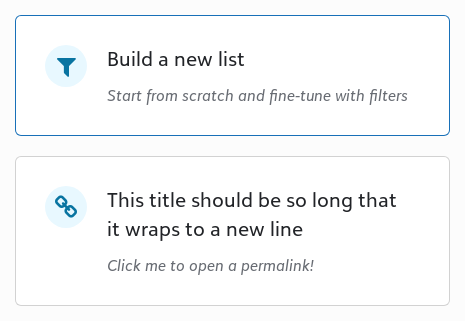 Build a new list
Start from scratch and fine-tune with filters
This title should be so long that
it wraps to a new line
Click me to open a permalink!